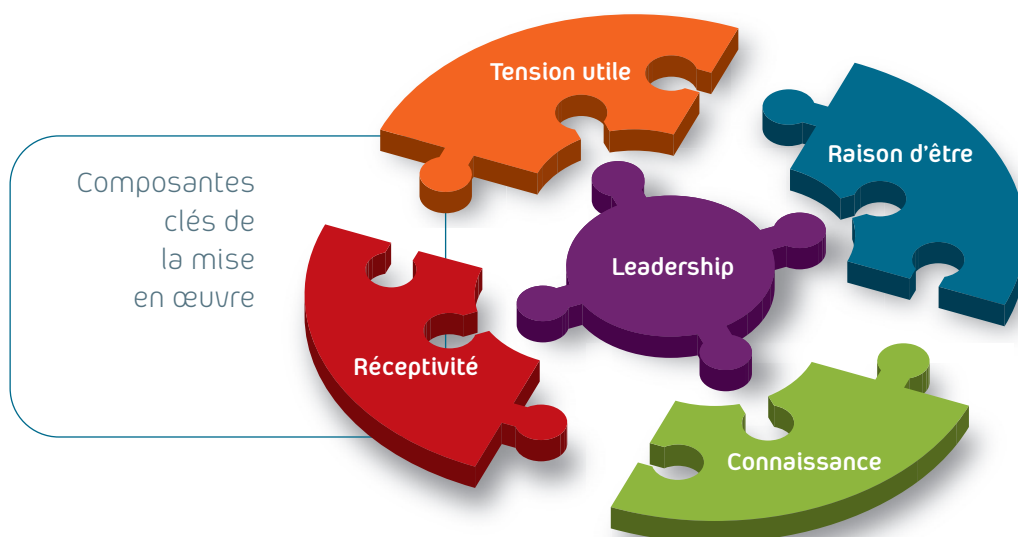 Composantes
clés de
la mise
en œuvre
Tension utile
Raison d'être
Leadership
Réceptivité
Connaissance